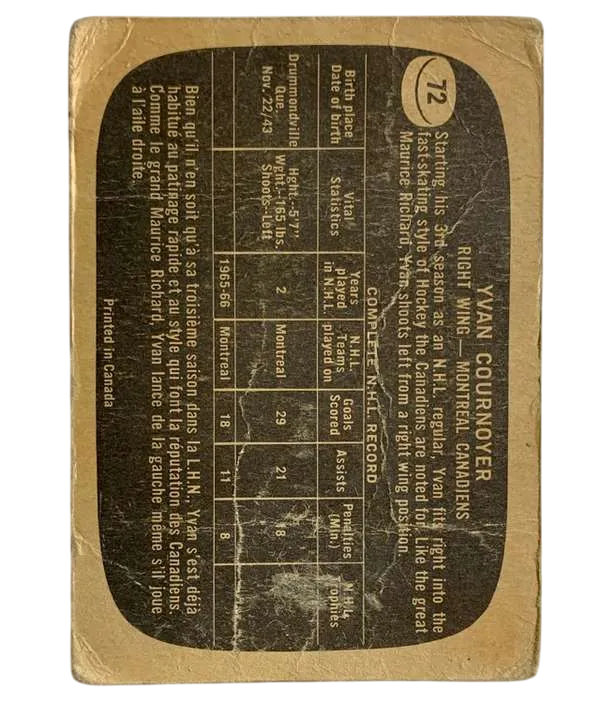 72
YVAN COURNOYER
RIGHT WING — MONTREAL CANADIENS
Starting his 3rd season as an N.H.L. regular, Yvan fits right into the
fast-skating style of Hockey the Canadiens are noted for. Like the great
Maurice Richard, Yvan shoots left from a right wing position.
COMPLETE N.H.L. RECORD
Birth place Date of birth
Vital Statistics
Years played in N.H.L.
N.H.L. Teams played on
Goals Scored
Assists
Penalties (Min.)
N.H.L. Trophies
Drummondville Que. Nov. 22/43
Hght.-5'7" Wght.-165 lbs. Shoots-Left
2
Montreal
29
21
1965-66
Montreal
18
11
8
Bien qu'il n'en soit qu'à sa troisième saison dans la L.H.N., Yvan s'est déjà
habitué au patinage rapide et au style qui font la réputation des Canadiens.
Comme le grand Maurice Richard, Yvan lance de la gauche même s'il joue
à l'aile droite.
Printed in Canada